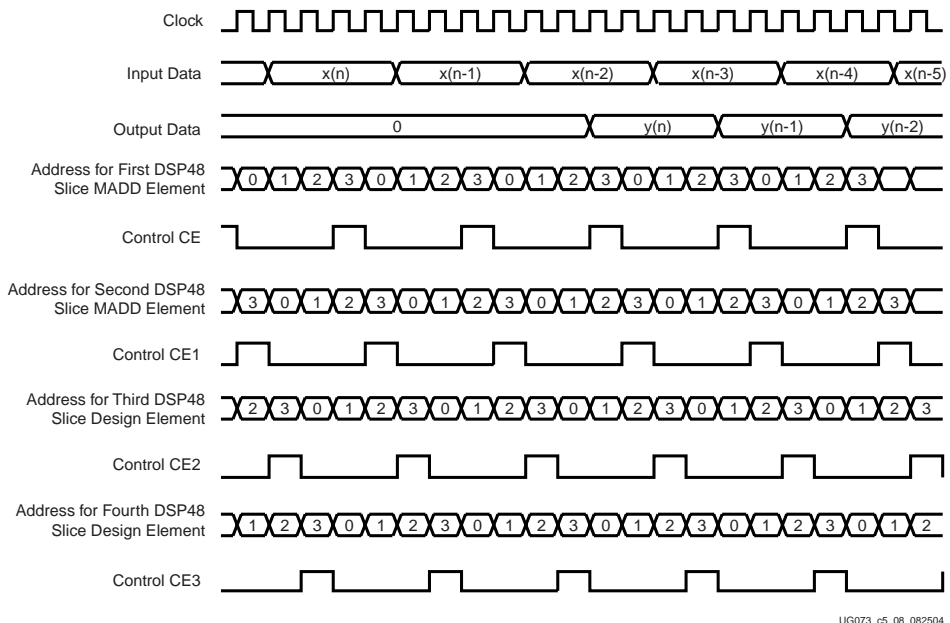 Clock
Input Data x(n) x(n-1) x(n-2) x(n-3) x(n-4) x(n-5)
Output Data 0 y(n) y(n-1) y(n-2)
Address for First DSP48
Slice MADD Element
0 1 2 3 0 1 2 3 0 1 2 3 0 1 2 3 0 1 2 3
Control CE
Address for Second DSP48
Slice MADD Element
3 0 1 2 3 0 1 2 3 0 1 2 3 0 1 2 3 0 1 2 3
Control CE1
Address for Third DSP48
Slice Design Element
2 3 0 1 2 3 0 1 2 3 0 1 2 3 0 1 2 3 0 1 2 3
Control CE2
Address for Fourth DSP48
Slice Design Element
1 2 3 0 1 2 3 0 1 2 3 0 1 2 3 0 1 2 3 0 1 2
Control CE3
UG073_c5_08_082504